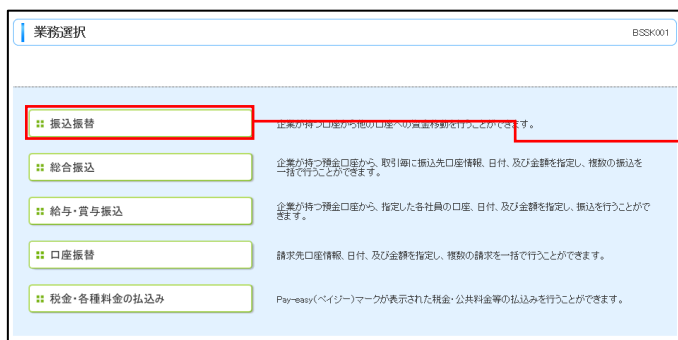 業務選択
BSSK001
振込振替
企業が持つ口座から他の口座への資金移動を行うことができます。
総合振込
企業が持つ預金口座から、取引毎に振込先口座情報、日付、及び金額を指定し、複数の振込を
一括で行うことができます。
給与・賞与振込
企業が持つ預金口座から、指定した各社員の口座、日付、及び金額を指定し、振込を行うことがで
きます。
口座振替
請求先口座情報、日付、及び金額を指定し、複数の請求を一括で行うことができます。
税金・各種料金の払込み
Pay-easy(ペイジー)マークが表示された税金・公共料金等の払込みを行うことができます。